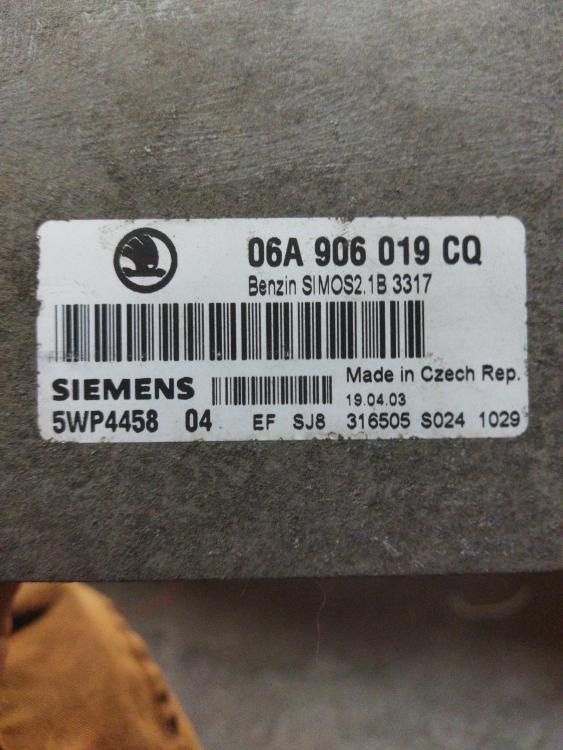 06A 906 019 CQ
Benzin SIMOS2.1B 3317
SIEMENS
Made in Czech Rep.
19.04.03
5WP4458 04 EF SJ8 316505 S024 1029